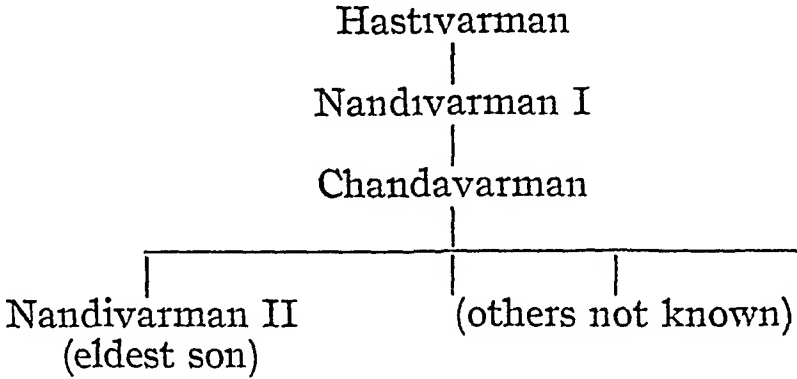 Hastivarman
Nandivarman I
Chandavarman
Nandivarman II (others not known)
(eldest son)